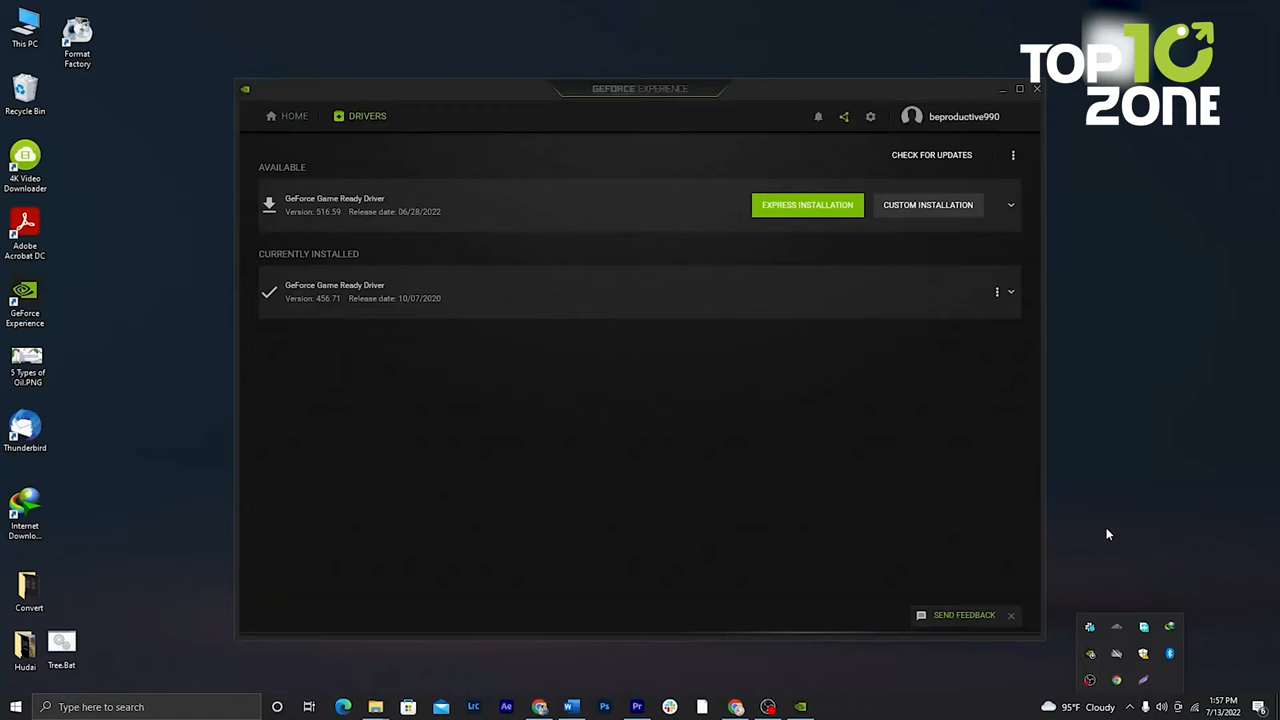 This PC
Format
Factory
Recycle Bin
4K Video
Downloader
Adobe
Acrobat DC
GeForce
Experience
5 Types of
Oil.PNG
Thunderbird
Internet
Downlo...
Convert
Hudai
Tree.Bat
TOP 10
ZONE
GEFORCE EXPERIENCE
HOME
DRIVERS
beproductive990
CHECK FOR UPDATES
AVAILABLE
GeForce Game Ready Driver
Version: 516.59 Release date: 06/28/2022
EXPRESS INSTALLATION
CUSTOM INSTALLATION
CURRENTLY INSTALLED
GeForce Game Ready Driver
Version: 456.71 Release date: 10/07/2020
SEND FEEDBACK
Type here to search
Lrc
Ae
W
Ps
Pr
95°F Cloudy
1:57 PM
7/13/2022